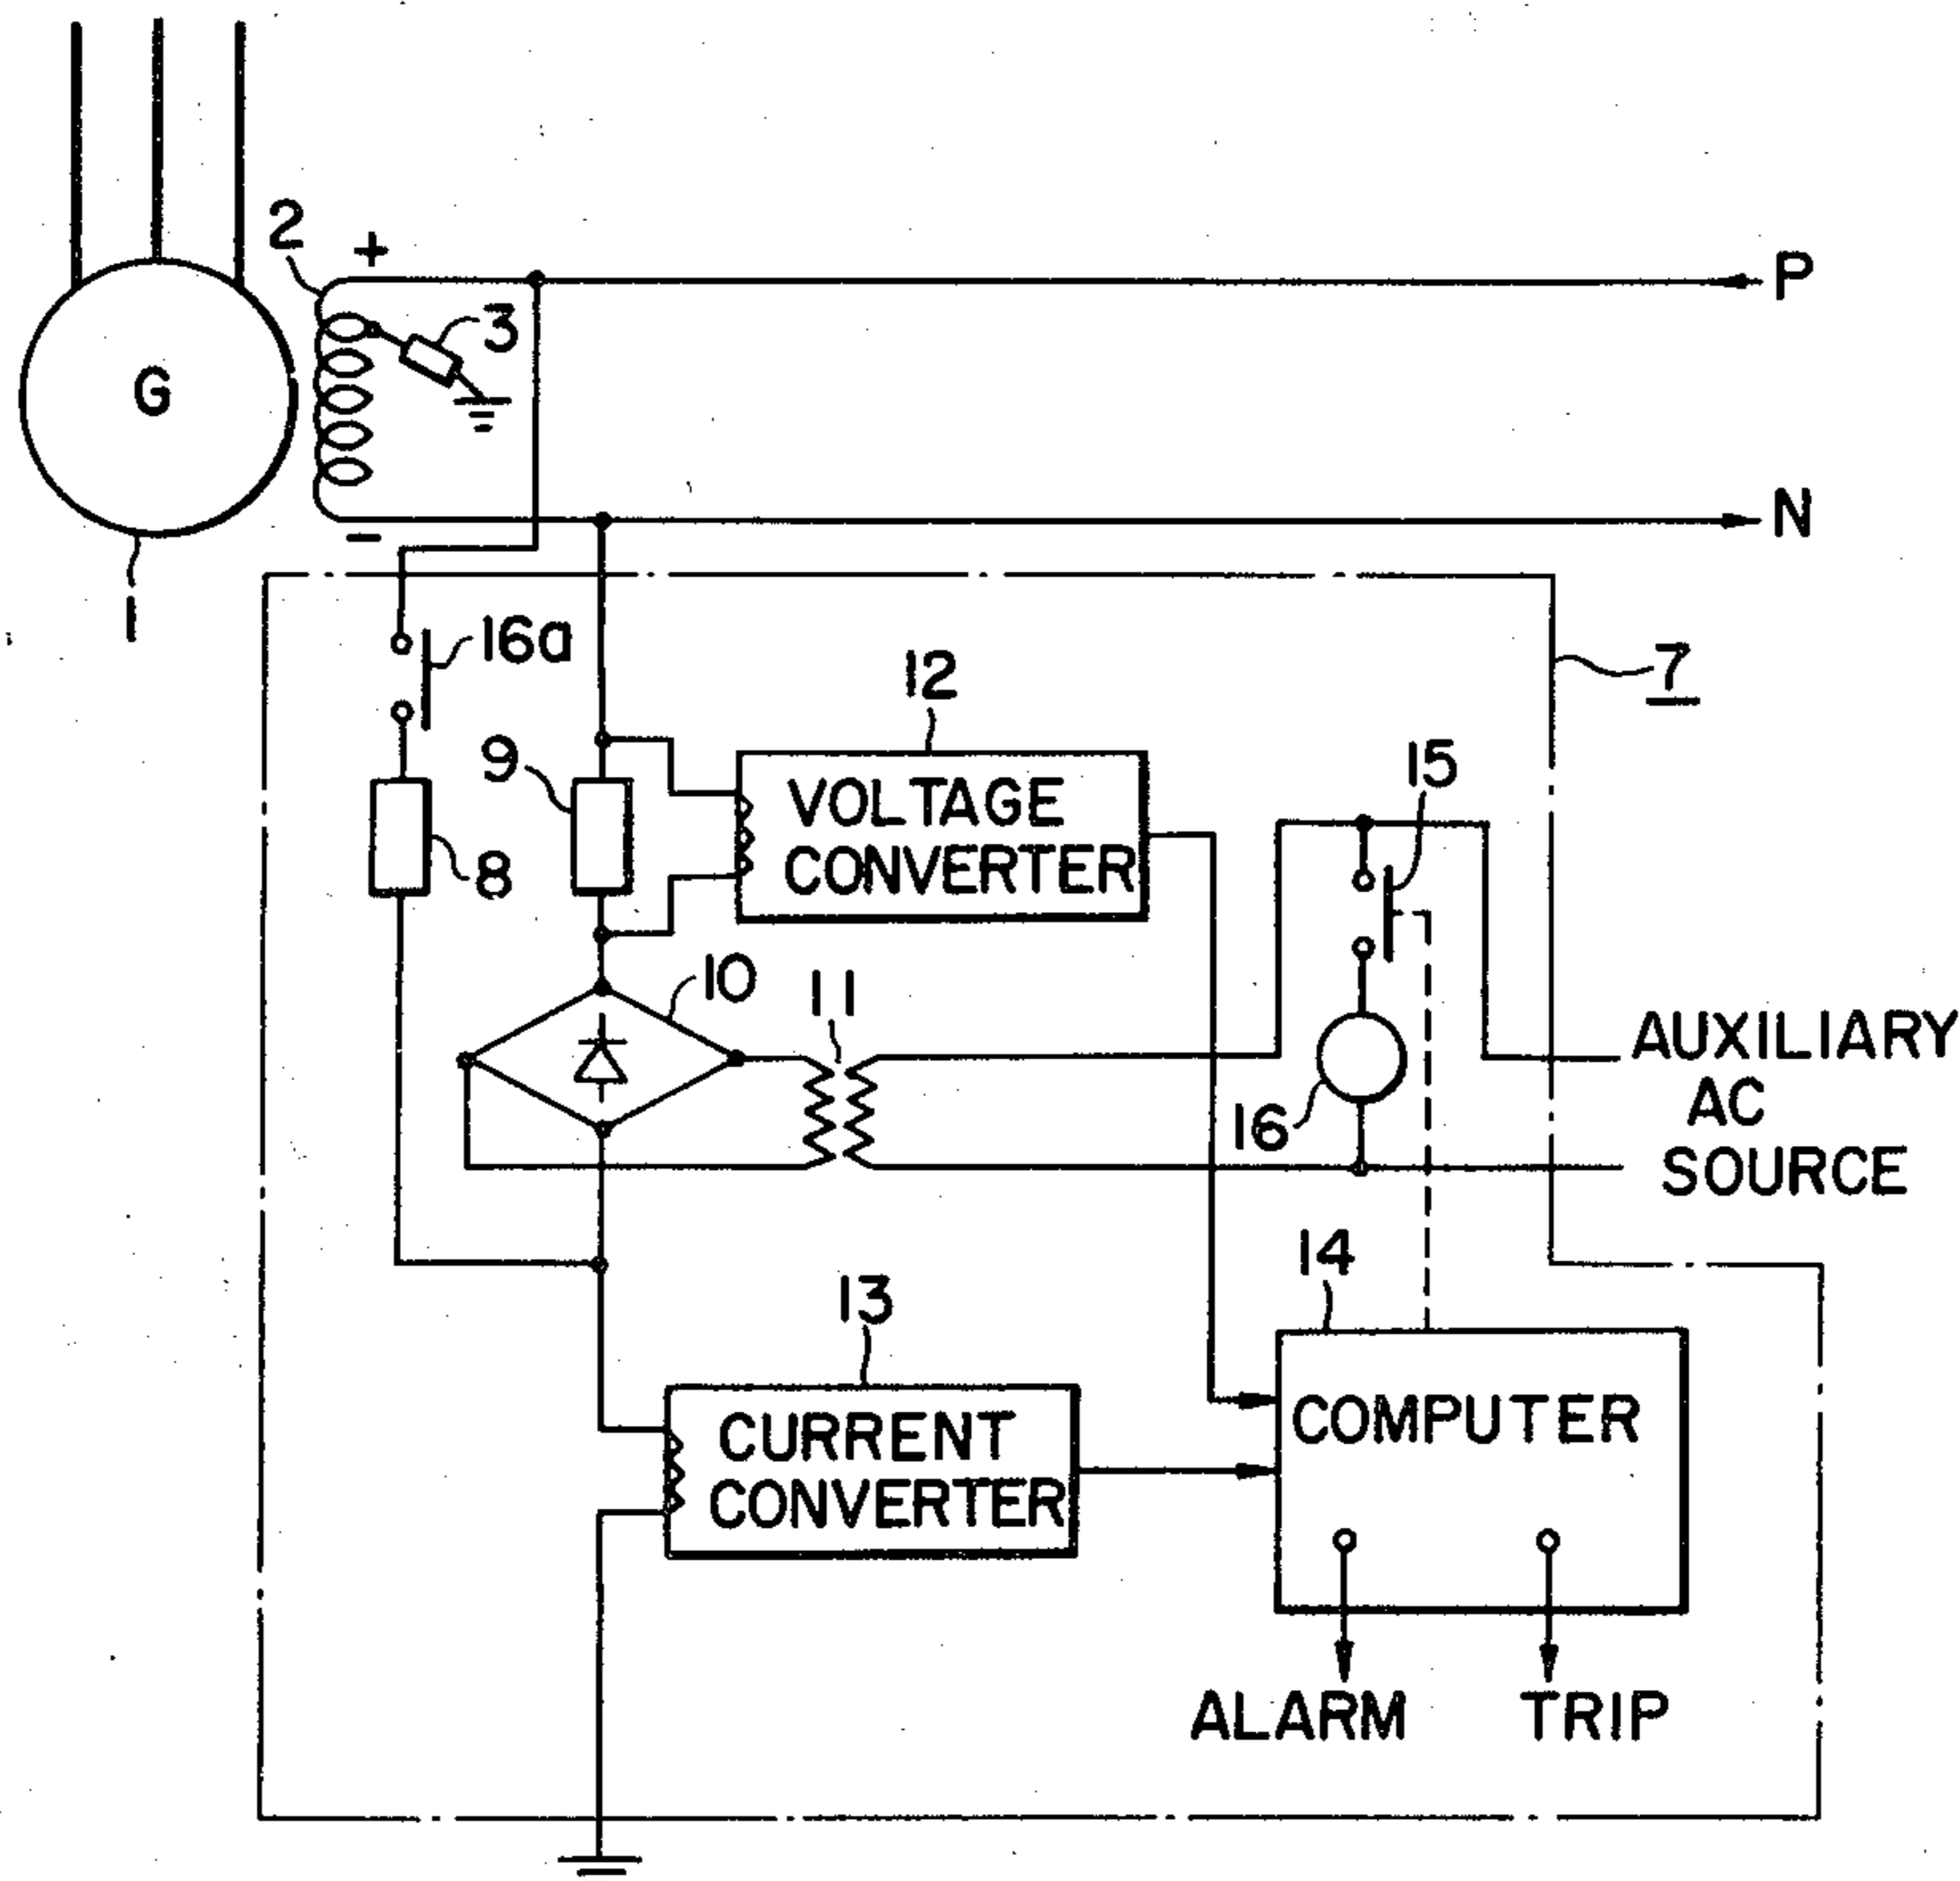 2
+
P
3
G
N
-
1
16a
7
12
15
9
VOLTAGE
CONVERTER
8
10
11
AUXILIARY
AC
SOURCE
16
14
13
COMPUTER
CURRENT
CONVERTER
ALARM
TRIP